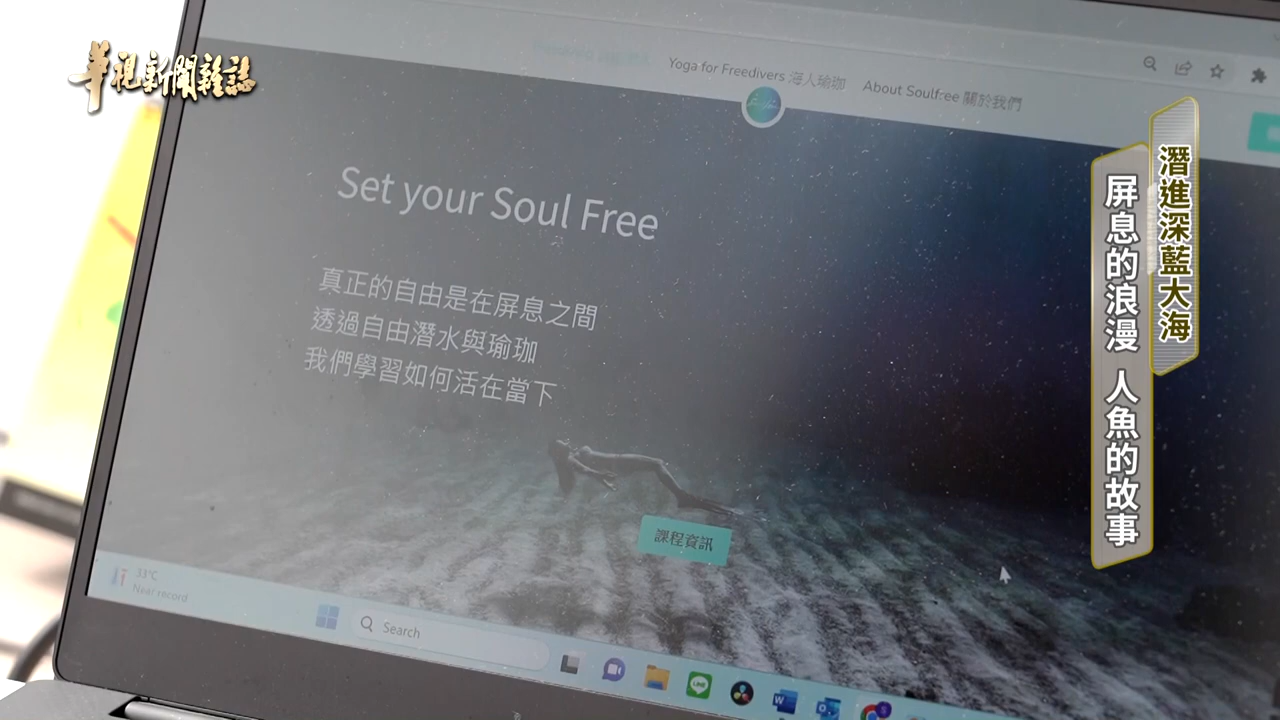 華視新聞雜誌
Yoga for Freedivers 海人瑜珈
About Soulfree 關於我們
Set your Soul Free
真正的自由是在屏息之間
透過自由潛水與瑜珈
我們學習如何活在當下
課程資訊
潛進深藍大海
屏息的浪漫 人魚的故事
33°C
Near record
Search
LINE